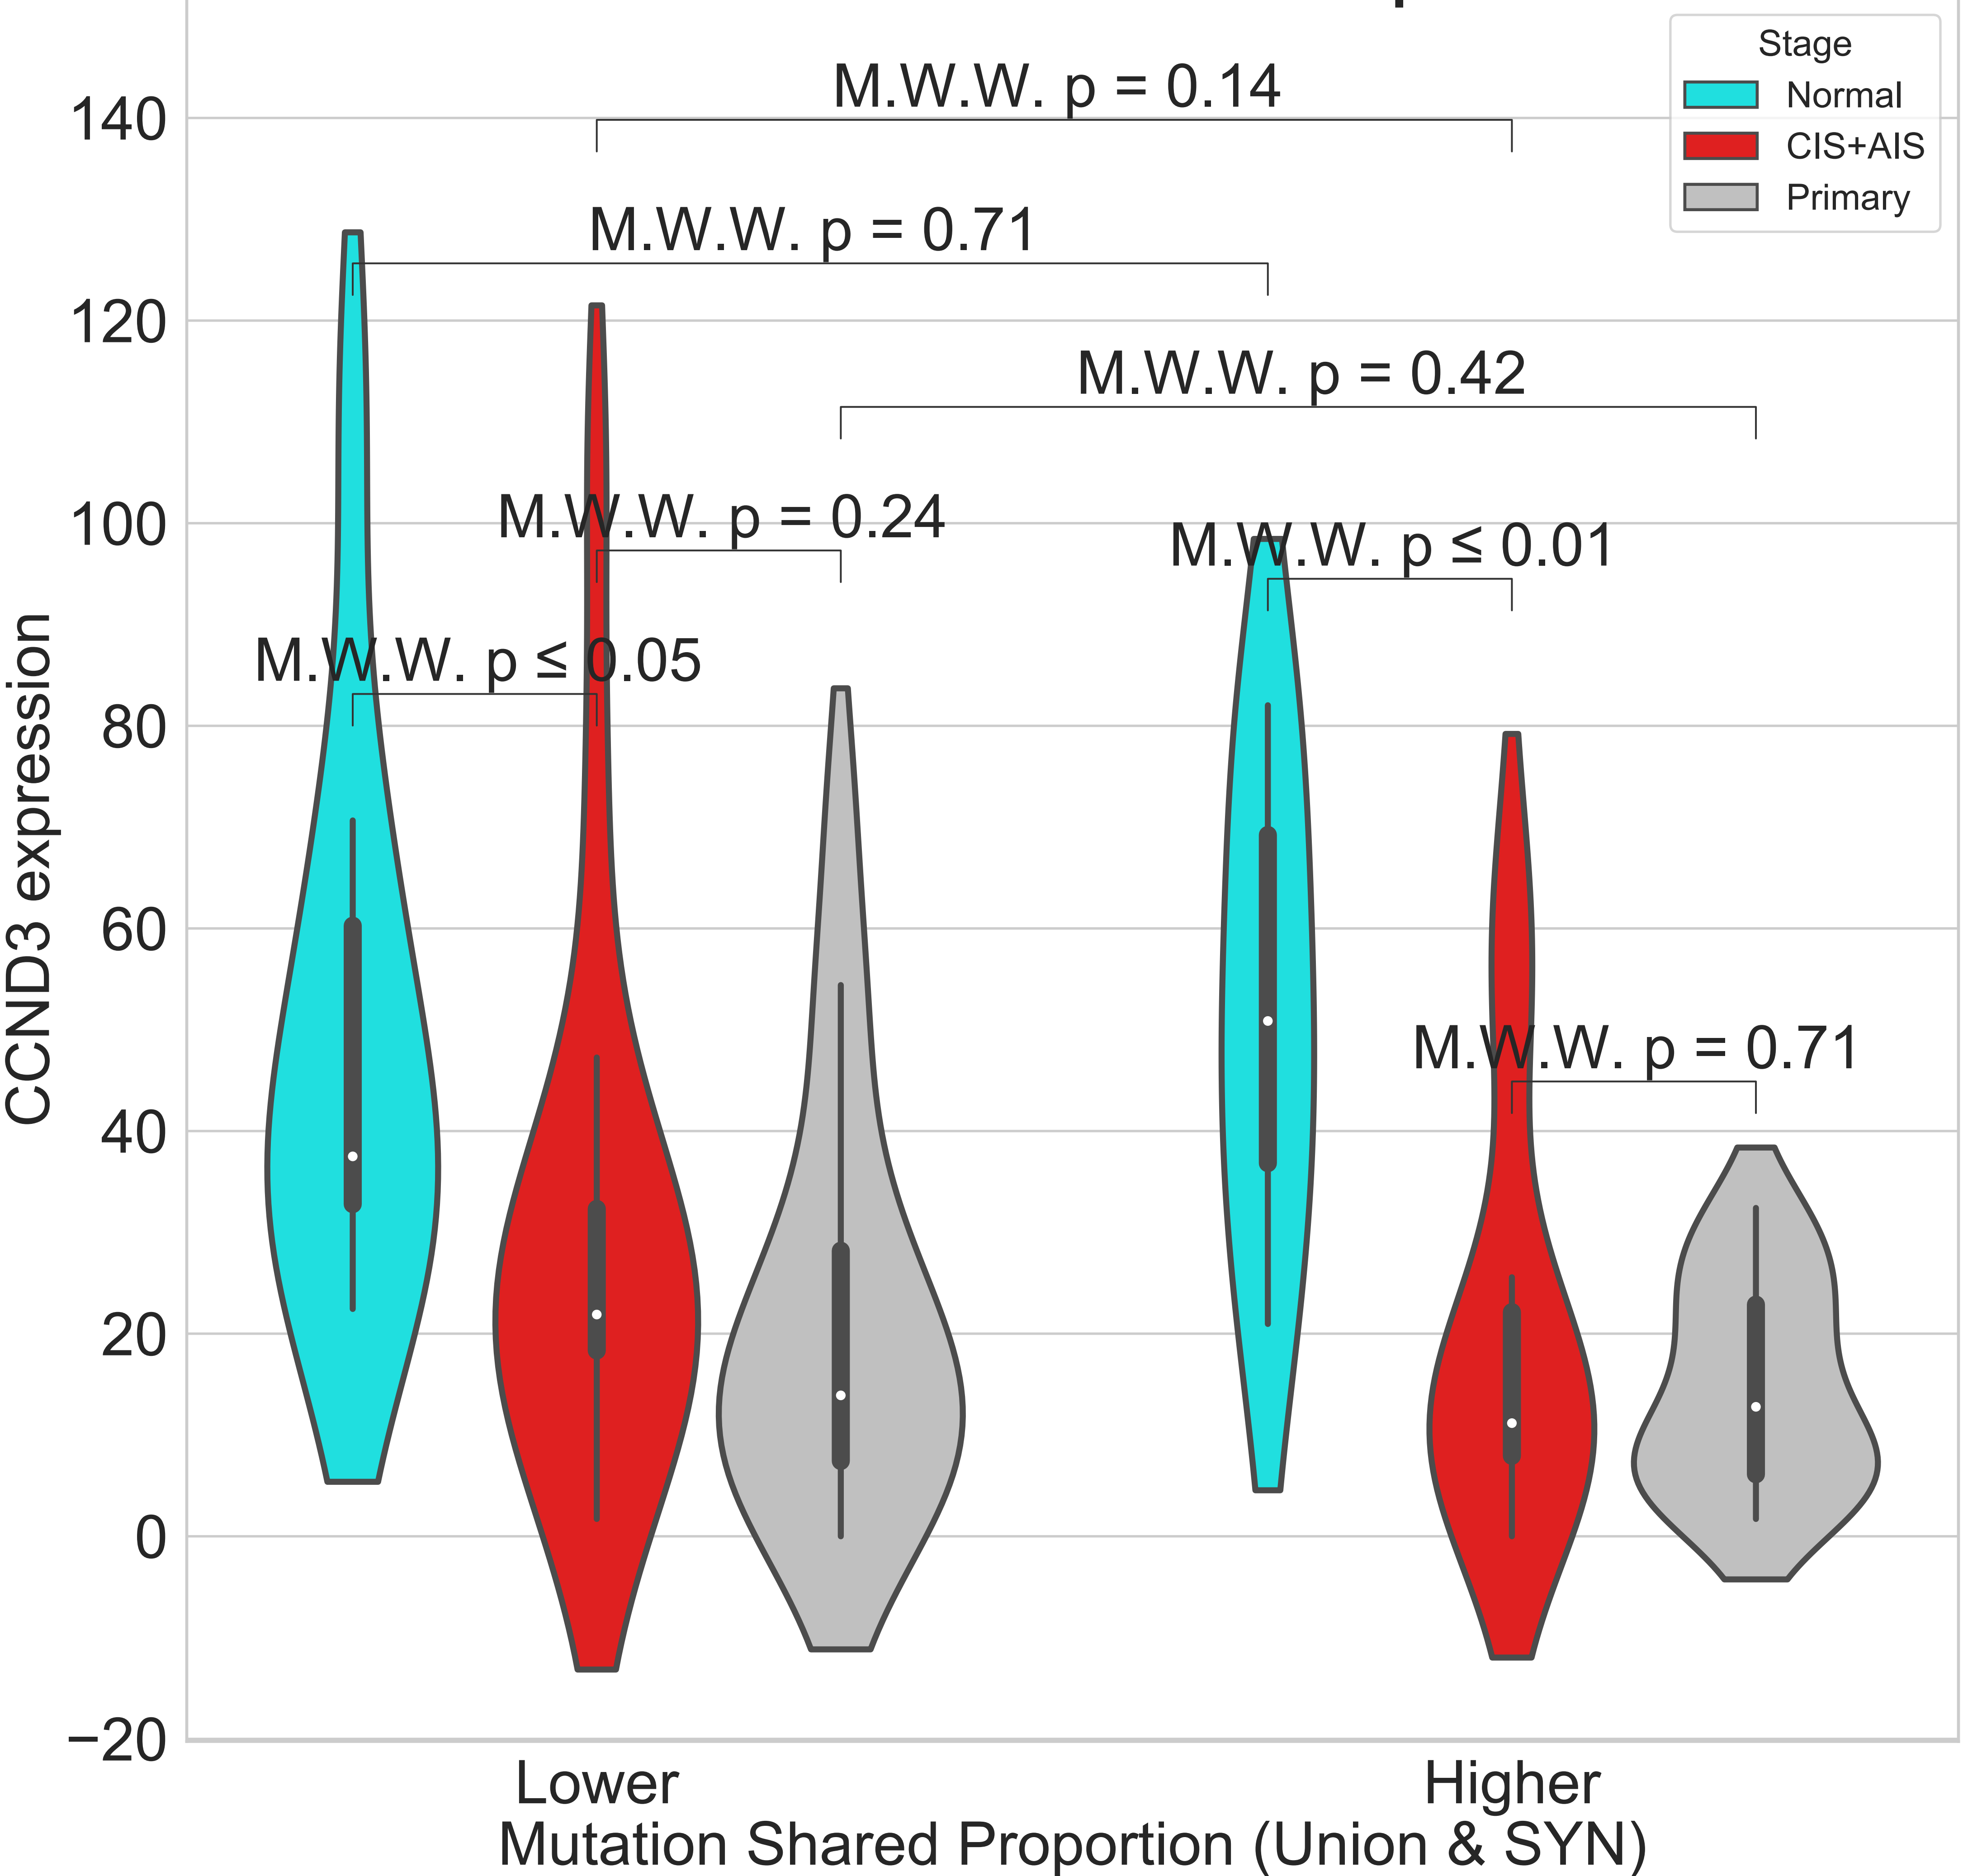 Stage
Normal
CIS+AIS
Primary
M.W.W. p = 0.14
M.W.W. p = 0.71
M.W.W. p = 0.42
M.W.W. p = 0.24
M.W.W. p ≤ 0.01
M.W.W. p ≤ 0.05
M.W.W. p = 0.71
140
120
100
80
60
40
20
0
−20
CCND3 expression
Lower
Higher
Mutation Shared Proportion (Union & SYN)